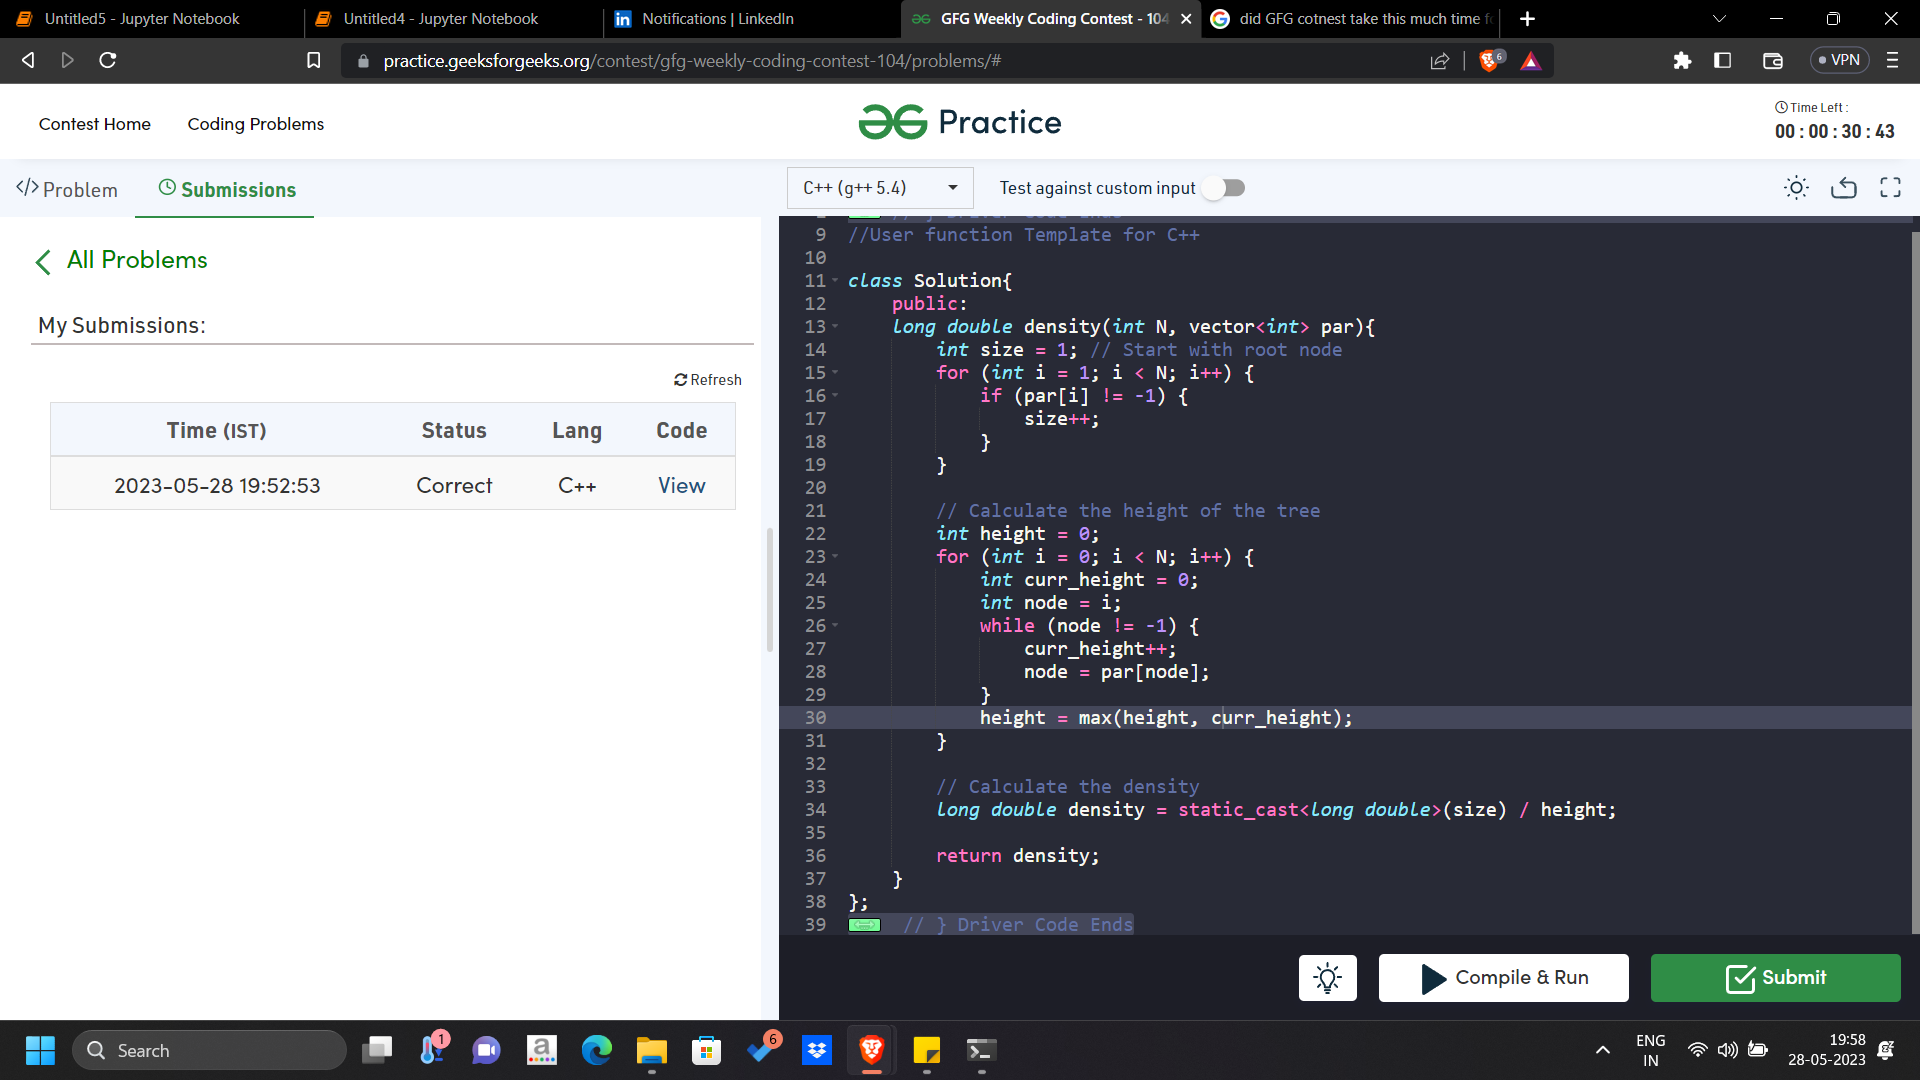 Untitled5 - Jupyter Notebook
Untitled4 - Jupyter Notebook
Notifications | LinkedIn
GFG Weekly Coding Contest - 104
did GFG cotnest take this much time f
practice.geeksforgeeks.org/contest/gfg-weekly-coding-contest-104/problems/#
6
VPN
Contest Home
Coding Problems
Practice
Time Left :
00 : 00 : 30 : 43
</> Problem
Submissions
C++ (g++ 5.4)
Test against custom input
All Problems
My Submissions:
Refresh
Time (IST) Status Lang Code
2023-05-28 19:52:53 Correct C++ View
8 // } Driver Code Ends
9 //User function Template for C++
10
11 class Solution{
12 public:
13 long double density(int N, vector<int> par){
14 int size = 1; // Start with root node
15 for (int i = 1; i < N; i++) {
16 if (par[i] != -1) {
17 size++;
18 }
19 }
20
21 // Calculate the height of the tree
22 int height = 0;
23 for (int i = 0; i < N; i++) {
24 int curr_height = 0;
25 int node = i;
26 while (node != -1) {
27 curr_height++;
28 node = par[node];
29 }
30 height = max(height, curr_height);
31 }
32
33 // Calculate the density
34 long double density = static_cast<long double>(size) / height;
35
36 return density;
37 }
38 };
39 // } Driver Code Ends
Compile & Run
Submit
Search
1
a
6
ENG
IN
19:58
28-05-2023